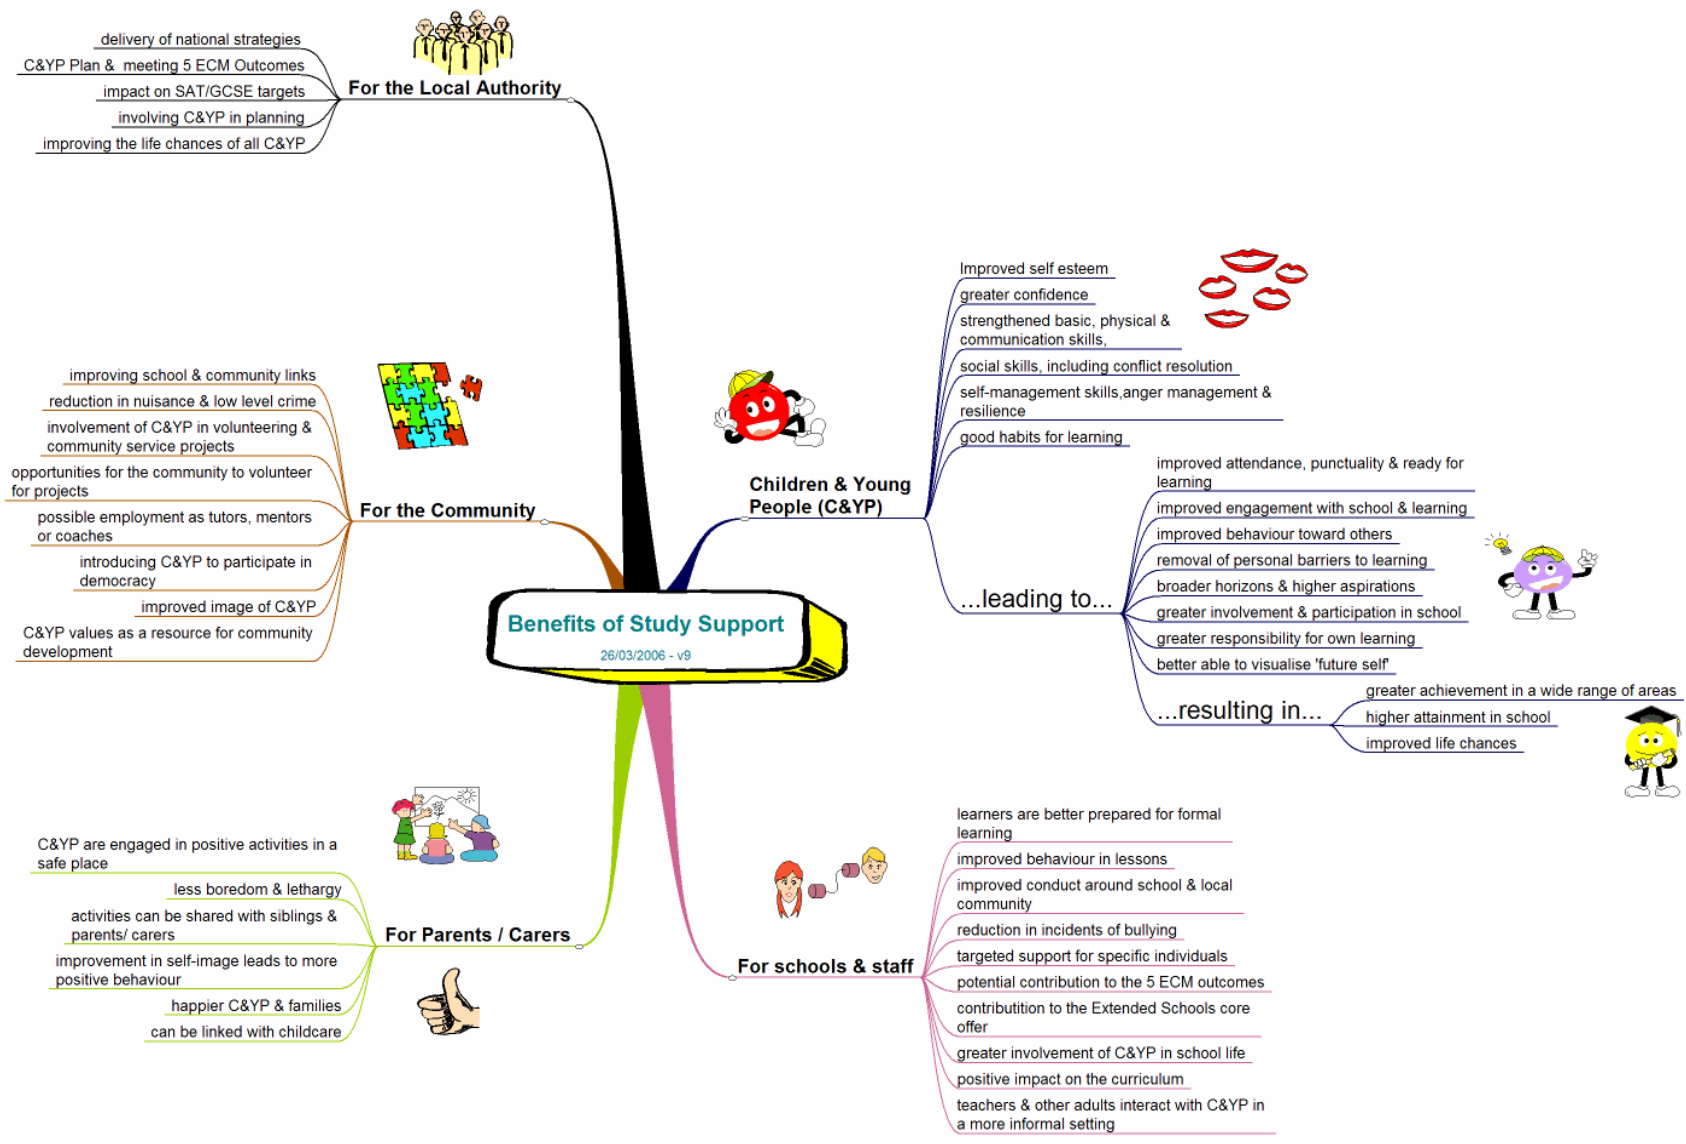 delivery of national strategies
C&YP Plan &  meeting 5 ECM Outcomes
impact on SAT/GCSE targets
involving C&YP in planning
improving the life chances of all C&YP
For the Local Authority
improving school & community links
reduction in nuisance & low level crime
involvement of C&YP in volunteering &
community service projects
opportunities for the community to volunteer
for projects
possible employment as tutors, mentors
or coaches
introducing C&YP to participate in
democracy
improved image of C&YP
C&YP values as a resource for community
development
For the Community
Benefits of Study Support
26/03/2006 - v9
Children & Young
People (C&YP)
Improved self esteem
greater confidence
strengthened basic, physical &
communication skills,
social skills, including conflict resolution
self-management skills,anger management &
resilience
good habits for learning
...leading to...
improved attendance, punctuality & ready for
learning
improved engagement with school & learning
improved behaviour toward others
removal of personal barriers to learning
broader horizons & higher aspirations
greater involvement & participation in school
greater responsibility for own learning
better able to visualise 'future self'
...resulting in...
greater achievement in a wide range of areas
higher attainment in school
improved life chances
C&YP are engaged in positive activities in a
safe place
less boredom & lethargy
activities can be shared with siblings &
parents/ carers
improvement in self-image leads to more
positive behaviour
happier C&YP & families
can be linked with childcare
For Parents / Carers
For schools & staff
learners are better prepared for formal
learning
improved behaviour in lessons
improved conduct around school & local
community
reduction in incidents of bullying
targeted support for specific individuals
potential contribution to the 5 ECM outcomes
contributition to the Extended Schools core
offer
greater involvement of C&YP in school life
positive impact on the curriculum
teachers & other adults interact with C&YP in
a more informal setting